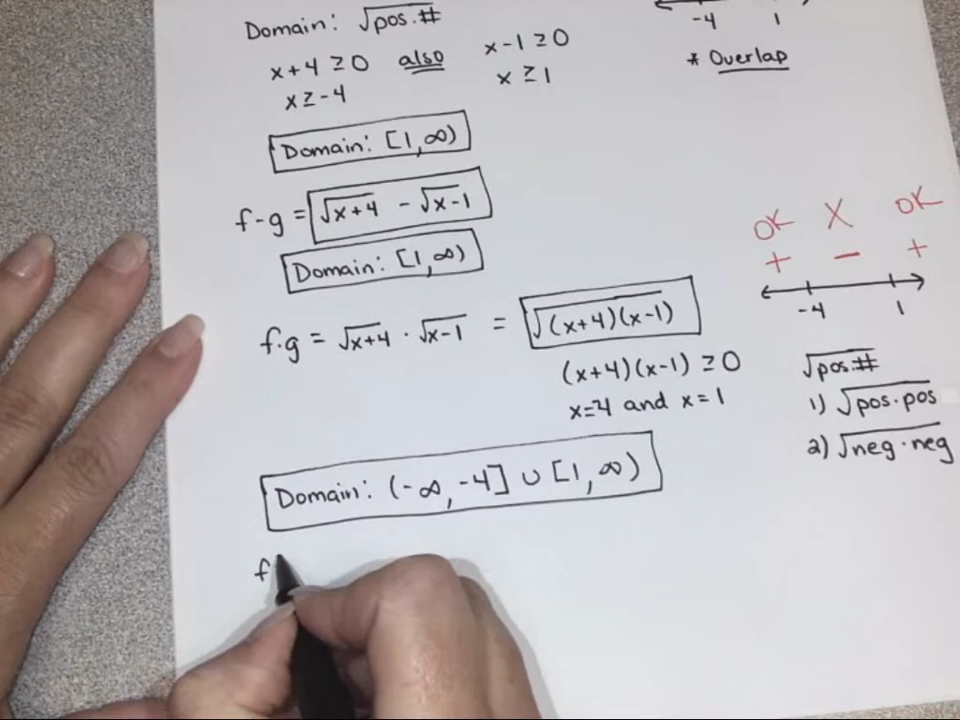 Domain: √pos.#
x+4 ≥ 0 also x-1 ≥ 0
x ≥ -4 x ≥ 1
-4 1
* Overlap
Domain: [1,∞)
f-g = √x+4 - √x-1
Domain: [1,∞)
OK X OK
+ - +
-4 1
f·g = √x+4 · √x-1 = √(x+4)(x-1)
(x+4)(x-1) ≥ 0
x=-4 and x=1
√pos.#
1) √pos·pos
2) √neg·neg
Domain: (-∞,-4] ∪ [1,∞)
f